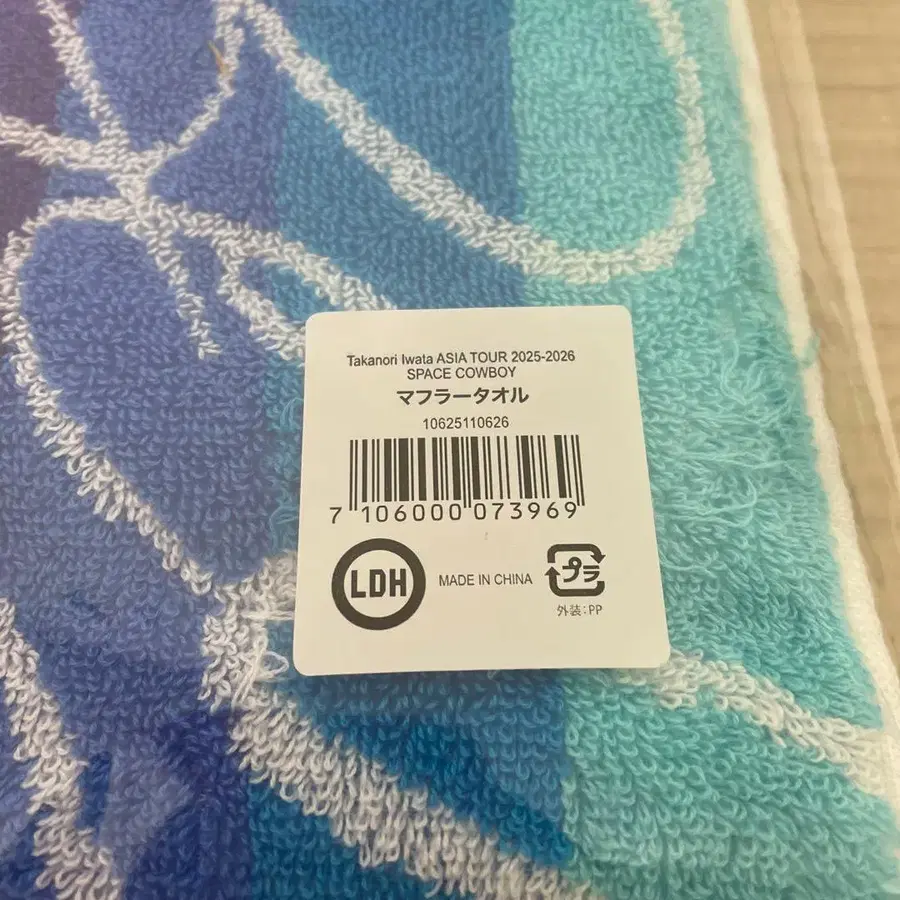 Takanori Iwata ASIA TOUR 2025-2026
SPACE COWBOY
マフラータオル
10625110626
7 106000 073969
LDH
MADE IN CHINA
プラ
外装:PP